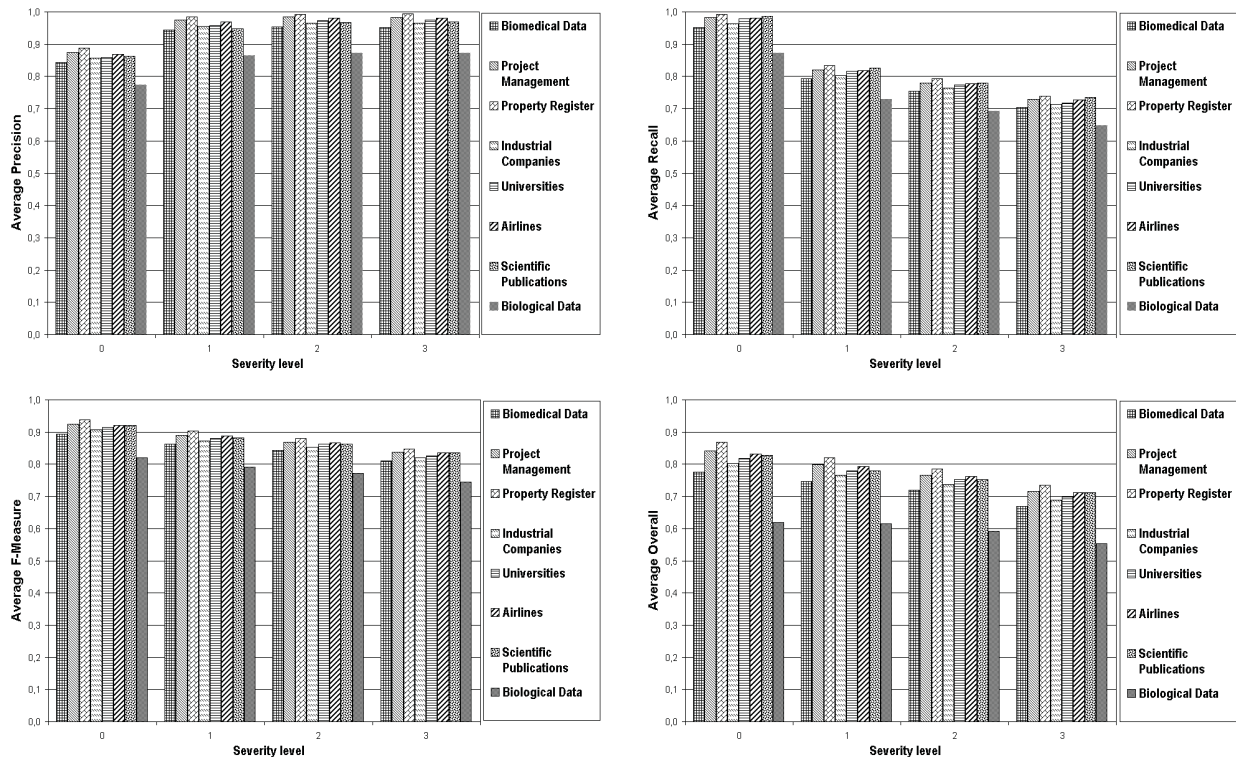 1,0
0,9
0,8
0,7
0,6
0,5
0,4
0,3
0,2
0,1
0,0
Average Precision
0 1 2 3
Severity level
Biomedical Data
Project
Management
Property Register
Industrial
Companies
Universities
Airlines
Scientific
Publications
Biological Data
1,0
0,9
0,8
0,7
0,6
0,5
0,4
0,3
0,2
0,1
0,0
Average Recall
0 1 2 3
Severity level
Biomedical Data
Project
Management
Property Register
Industrial
Companies
Universities
Airlines
Scientific
Publications
Biological Data
1,0
0,9
0,8
0,7
0,6
0,5
0,4
0,3
0,2
0,1
0,0
Average F-Measure
0 1 2 3
Severity level
Biomedical Data
Project
Management
Property Register
Industrial
Companies
Universities
Airlines
Scientific
Publications
Biological Data
1,0
0,9
0,8
0,7
0,6
0,5
0,4
0,3
0,2
0,1
0,0
Average Overall
0 1 2 3
Severity level
Biomedical Data
Project
Management
Property Register
Industrial
Companies
Universities
Airlines
Scientific
Publications
Biological Data